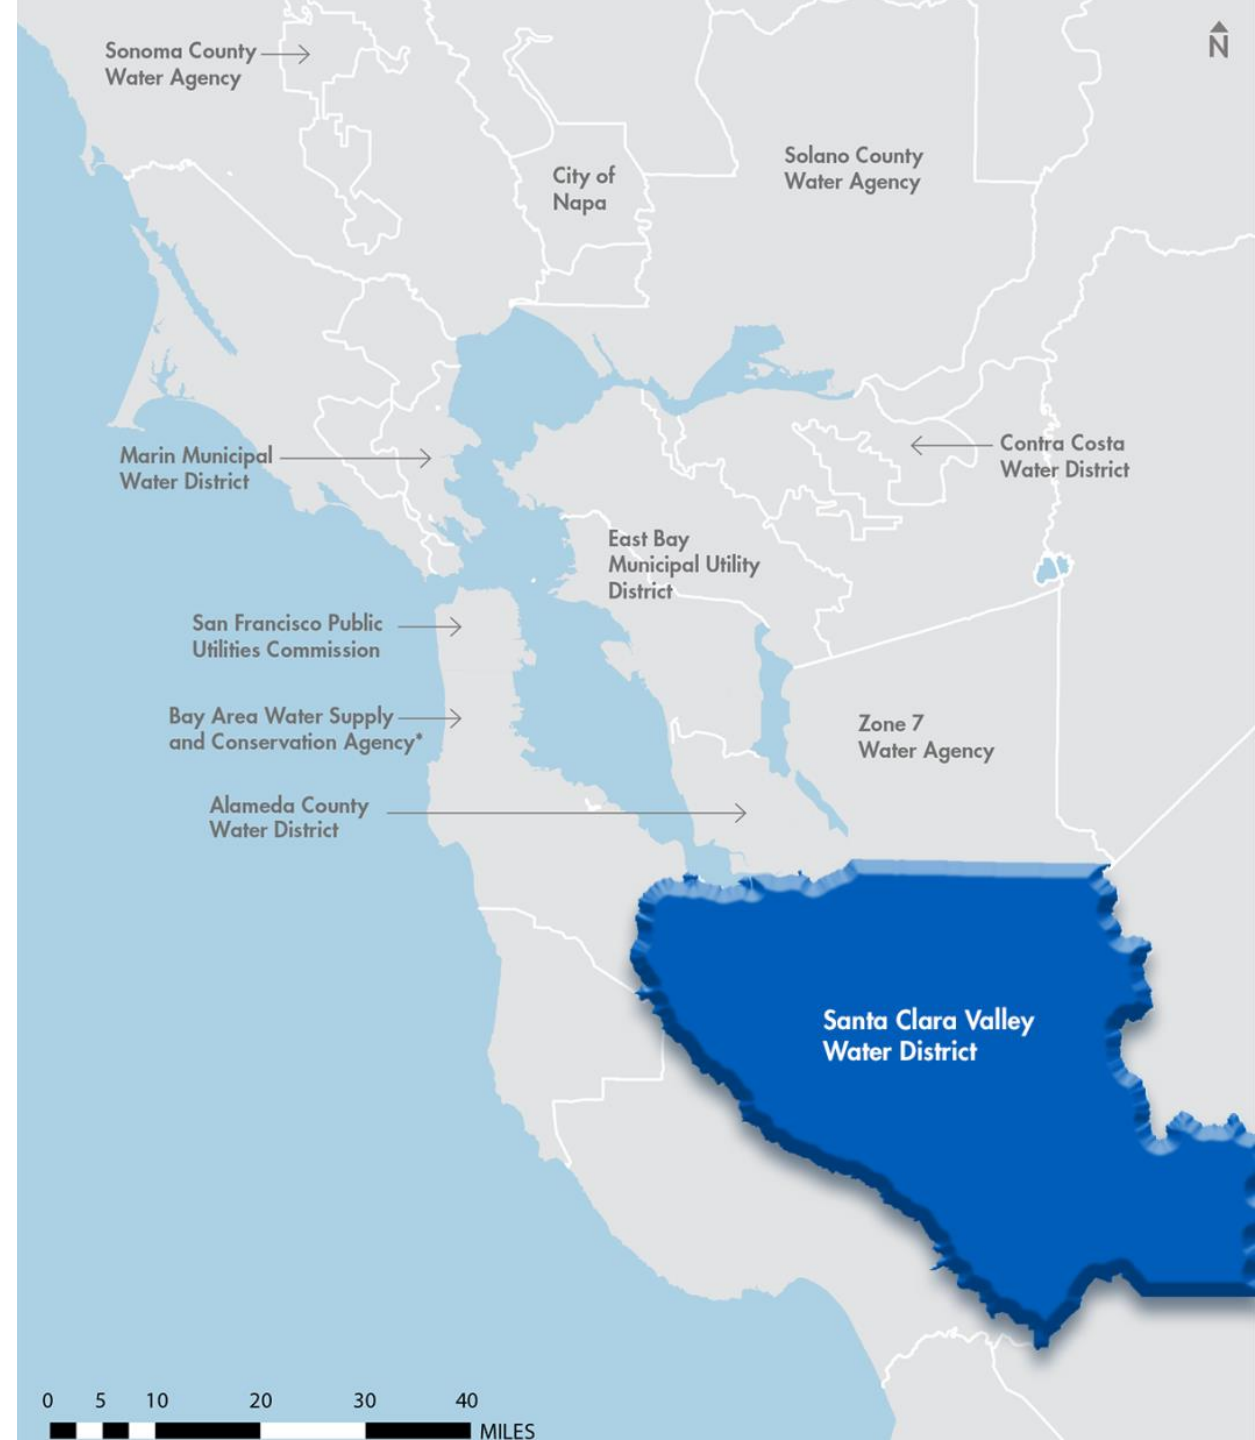 N
Sonoma County
Water Agency
City of
Napa
Solano County
Water Agency
Marin Municipal
Water District
Contra Costa
Water District
East Bay
Municipal Utility
District
San Francisco Public
Utilities Commission
Bay Area Water Supply
and Conservation Agency*
Zone 7
Water Agency
Alameda County
Water District
Santa Clara Valley
Water District
0 5 10 20 30 40
MILES